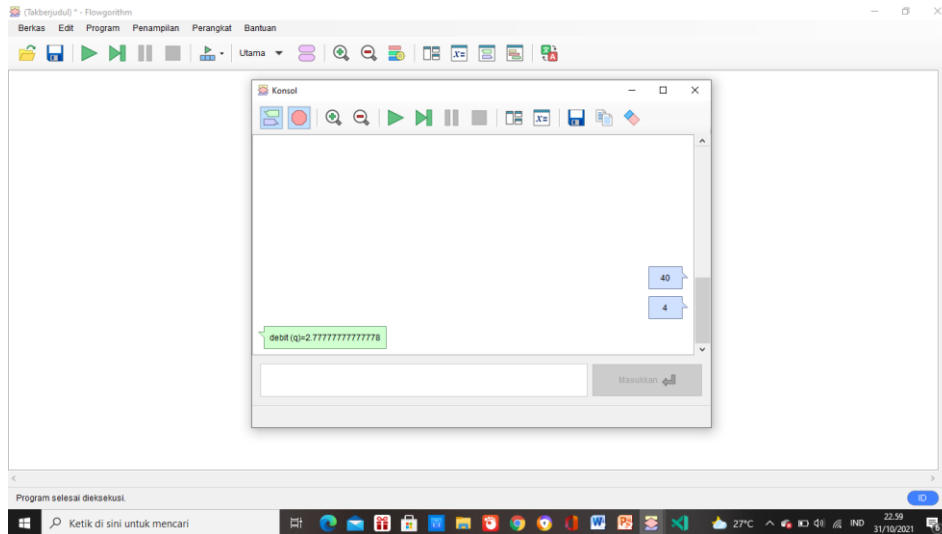 (Takberjudul) * - Flowgorithm
Berkas Edit Program Penampilan Perangkat Bantuan
Utama
Konsol
40
4
debit (q)=2.77777777777778
Masukkan
Program selesai dieksekusi.
ID
Ketik di sini untuk mencari
27°C IND 22.59
31/10/2021
6